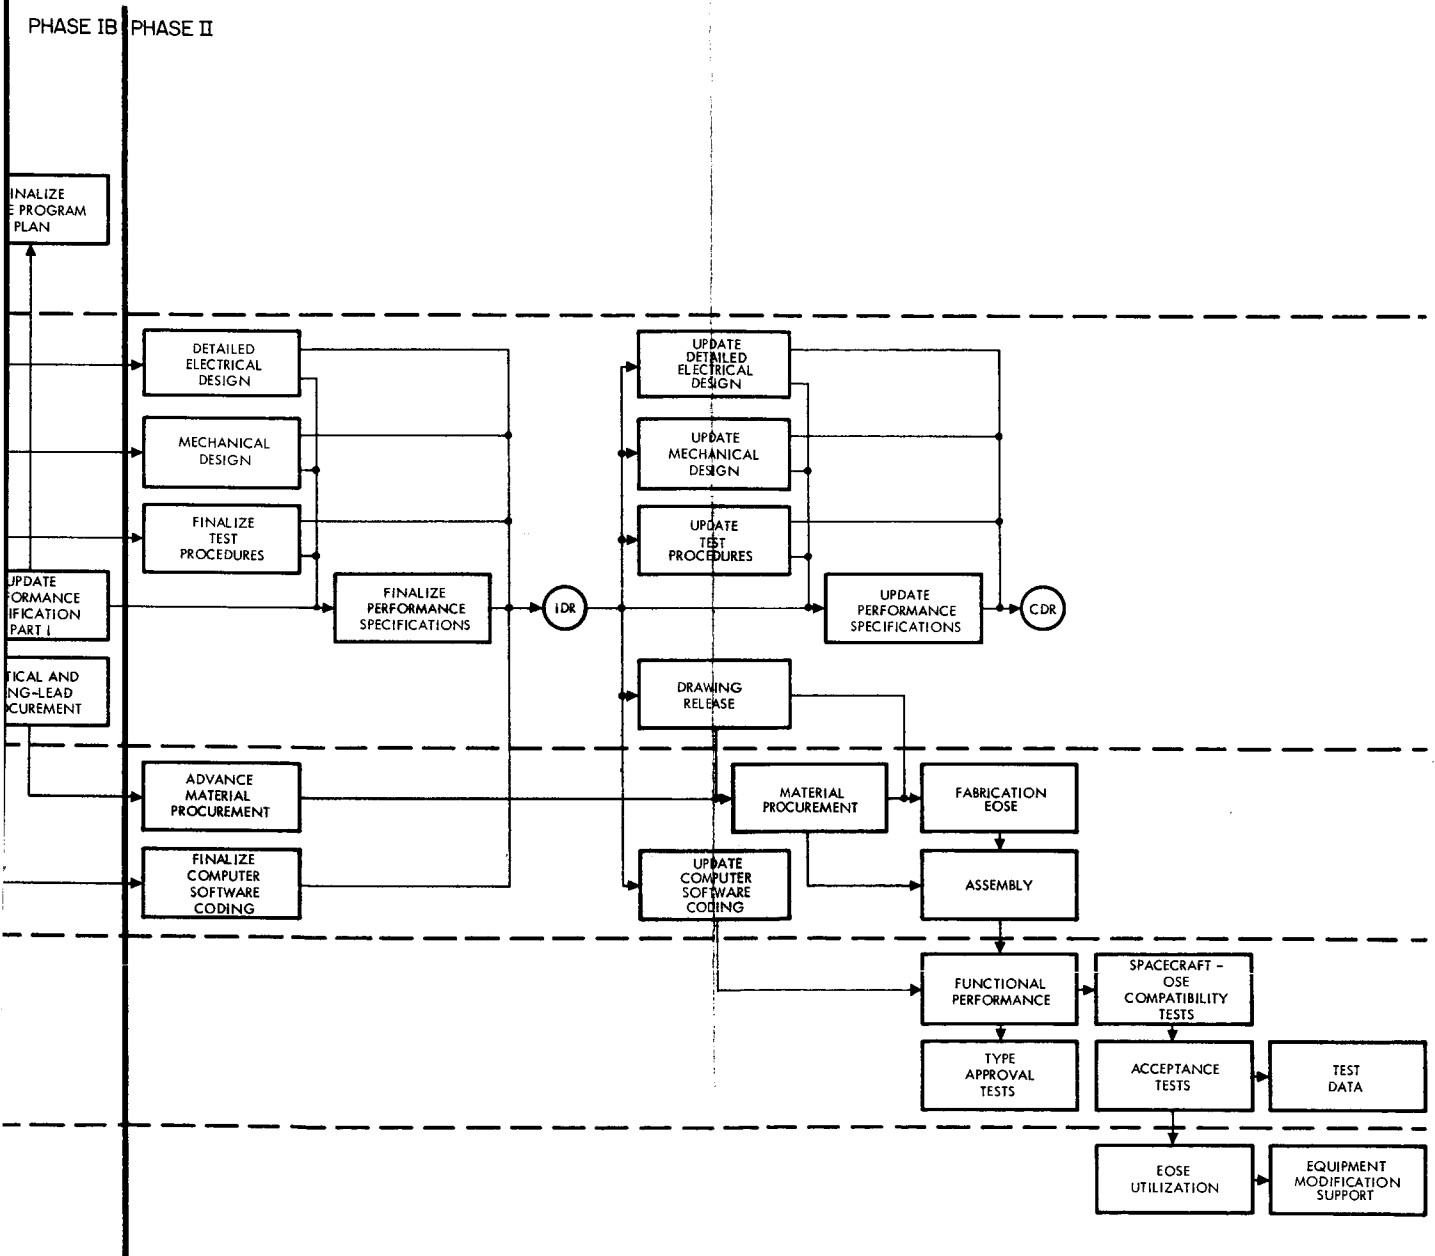 PHASE IB PHASE II
INALIZE
E PROGRAM
PLAN
DETAILED
ELECTRICAL
DESIGN
MECHANICAL
DESIGN
FINALIZE
TEST
PROCEDURES
UPDATE
FORMANCE
IFICATION
PART I
FINALIZE
PERFORMANCE
SPECIFICATIONS
IDR
UPDATE
DETAILED
ELECTRICAL
DESIGN
UPDATE
MECHANICAL
DESIGN
UPDATE
TEST
PROCEDURES
UPDATE
PERFORMANCE
SPECIFICATIONS
CDR
TICAL AND
NG-LEAD
OCUREMENT
DRAWING
RELEASE
ADVANCE
MATERIAL
PROCUREMENT
MATERIAL
PROCUREMENT
FABRICATION
EOSE
FINALIZE
COMPUTER
SOFTWARE
CODING
UPDATE
COMPUTER
SOFTWARE
CODING
ASSEMBLY
FUNCTIONAL
PERFORMANCE
SPACECRAFT -
OSE
COMPATIBILITY
TESTS
TYPE
APPROVAL
TESTS
ACCEPTANCE
TESTS
TEST
DATA
EOSE
UTILIZATION
EQUIPMENT
MODIFICATION
SUPPORT